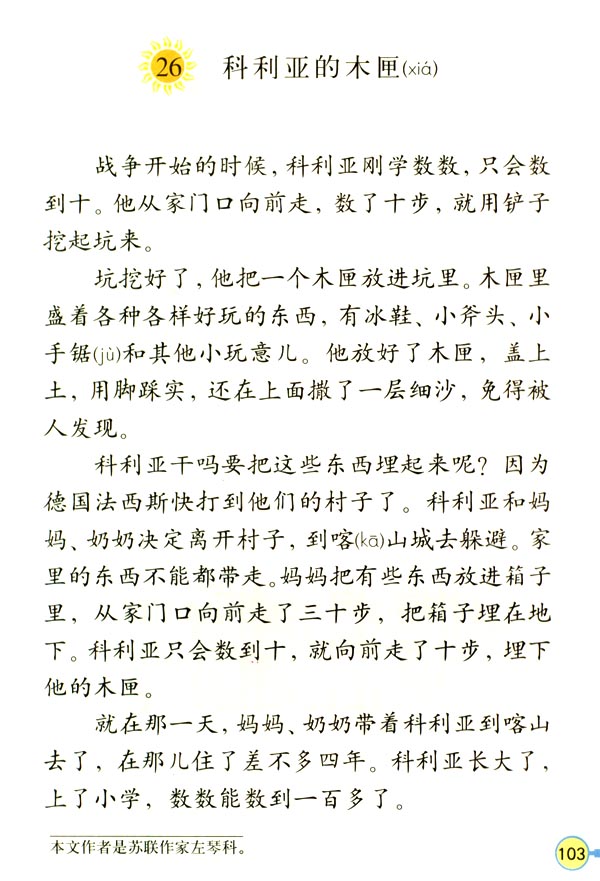 26 科利亚的木匣(xiá)
战争开始的时候，科利亚刚学数数，只会数
到十。他从家门口向前走，数了十步，就用铲子
挖起坑来。
坑挖好了，他把一个木匣放进坑里。木匣里
盛着各种各样好玩的东西，有冰鞋、小斧头、小
手锯(jù)和其他小玩意儿。他放好了木匣，盖上
土，用脚踩实，还在上面撒了一层细沙，免得被
人发现。
科利亚干吗要把这些东西埋起来呢？因为
德国法西斯快打到他们的村子了。科利亚和妈
妈、奶奶决定离开村子，到喀(kā)山城去躲避。家
里的东西不能都带走。妈妈把有些东西放进箱子
里，从家门口向前走了三十步，把箱子埋在地
下。科利亚只会数到十，就向前走了十步，埋下
他的木匣。
就在那一天，妈妈、奶奶带着科利亚到喀山
去了，在那儿住了差不多四年。科利亚长大了，
上了小学，数数能数到一百多了。
本文作者是苏联作家左琴科。
103